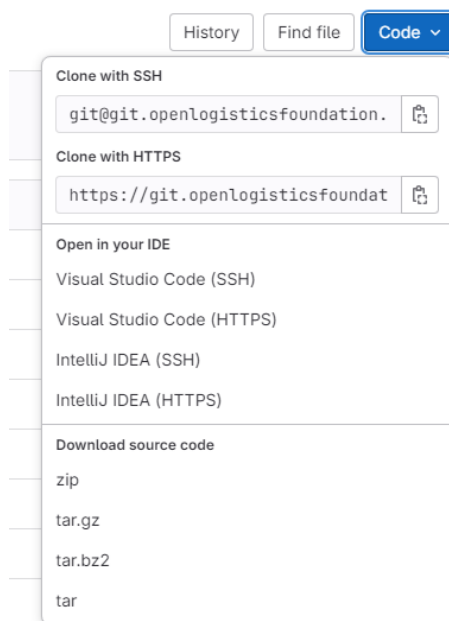 History
Find file
Code
Clone with SSH
git@git.openlogisticsfoundation.
Clone with HTTPS
https://git.openlogisticsfoundat
Open in your IDE
Visual Studio Code (SSH)
Visual Studio Code (HTTPS)
IntelliJ IDEA (SSH)
IntelliJ IDEA (HTTPS)
Download source code
zip
tar.gz
tar.bz2
tar